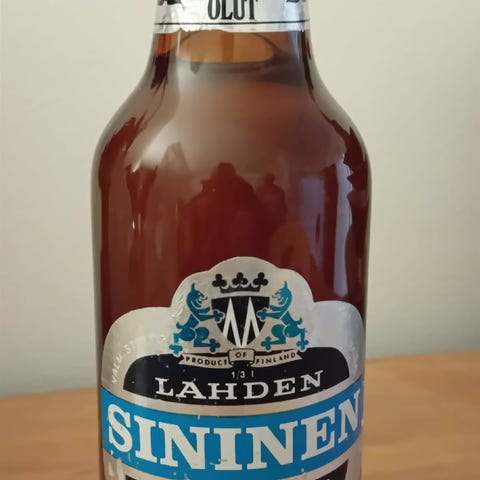 OLUT
PRODUCT OF FINLAND
1/3 l
LAHDEN
SININEN